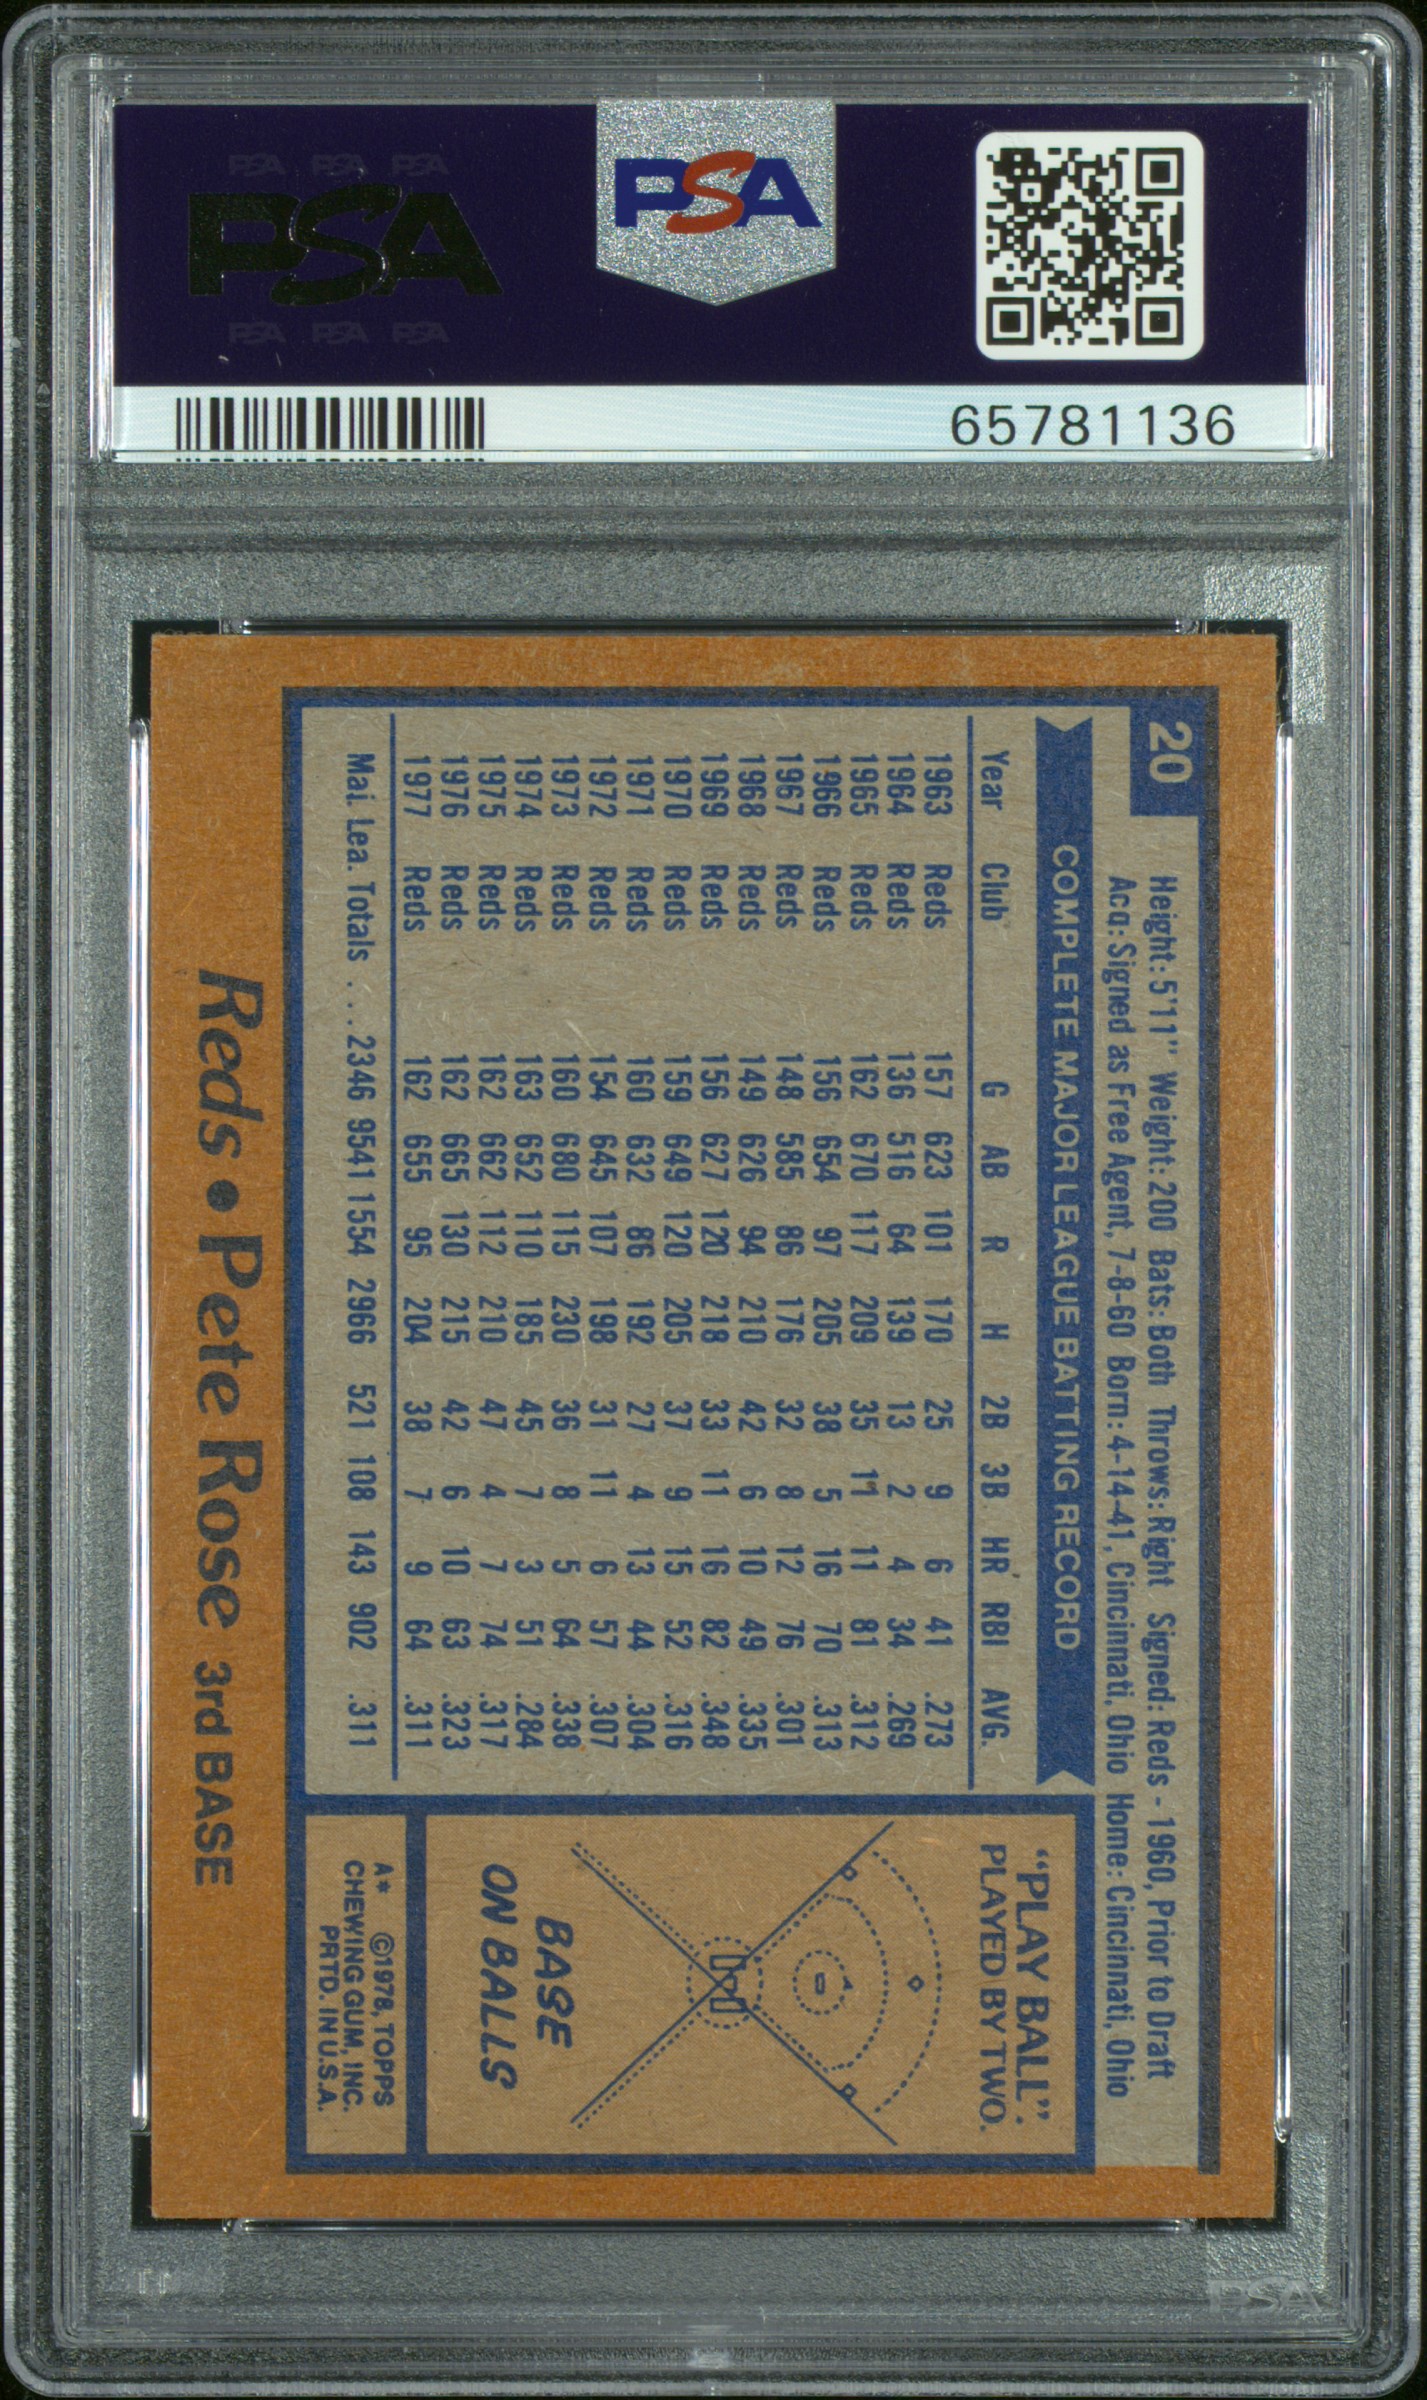 PSA PSA PSA
PSA
PSA PSA PSA
PSA
65781136
20
Height: 5'11" Weight: 200 Bats: Both Throws: Right Signed: Reds - 1960, Prior to Draft
Acq: Signed as Free Agent, 7-8-60 Born: 4-14-41, Cincinnati, Ohio Home: Cincinnati, Ohio
COMPLETE MAJOR LEAGUE BATTING RECORD
Year Club G AB R H 2B 3B HR RBI AVG.
1963 Reds 157 623 101 170 25 9 6 41 .273
1964 Reds 136 516 64 139 13 2 4 34 .269
1965 Reds 162 670 117 209 35 11 11 81 .312
1966 Reds 156 654 97 205 38 5 16 70 .313
1967 Reds 148 585 86 176 32 8 12 76 .301
1968 Reds 149 626 94 210 42 6 10 49 .335
1969 Reds 156 627 120 218 33 11 16 82 .348
1970 Reds 159 649 120 205 37 9 15 52 .316
1971 Reds 160 632 86 192 27 4 13 44 .304
1972 Reds 154 645 107 198 31 11 6 57 .307
1973 Reds 160 680 115 230 36 8 5 64 .338
1974 Reds 163 652 110 185 45 7 3 51 .284
1975 Reds 162 662 112 210 47 4 7 74 .317
1976 Reds 162 665 130 215 42 6 10 63 .323
1977 Reds 162 655 95 204 38 7 9 64 .311
Maj. Lea. Totals . . . 2346 9541 1554 2966 521 108 143 902 .311
"PLAY BALL".
PLAYED BY TWO.
BASE
ON BALLS
A* ©1978, TOPPS
CHEWING GUM, INC.
PRTD. IN U.S.A.
Reds • Pete Rose 3rd BASE
PSA